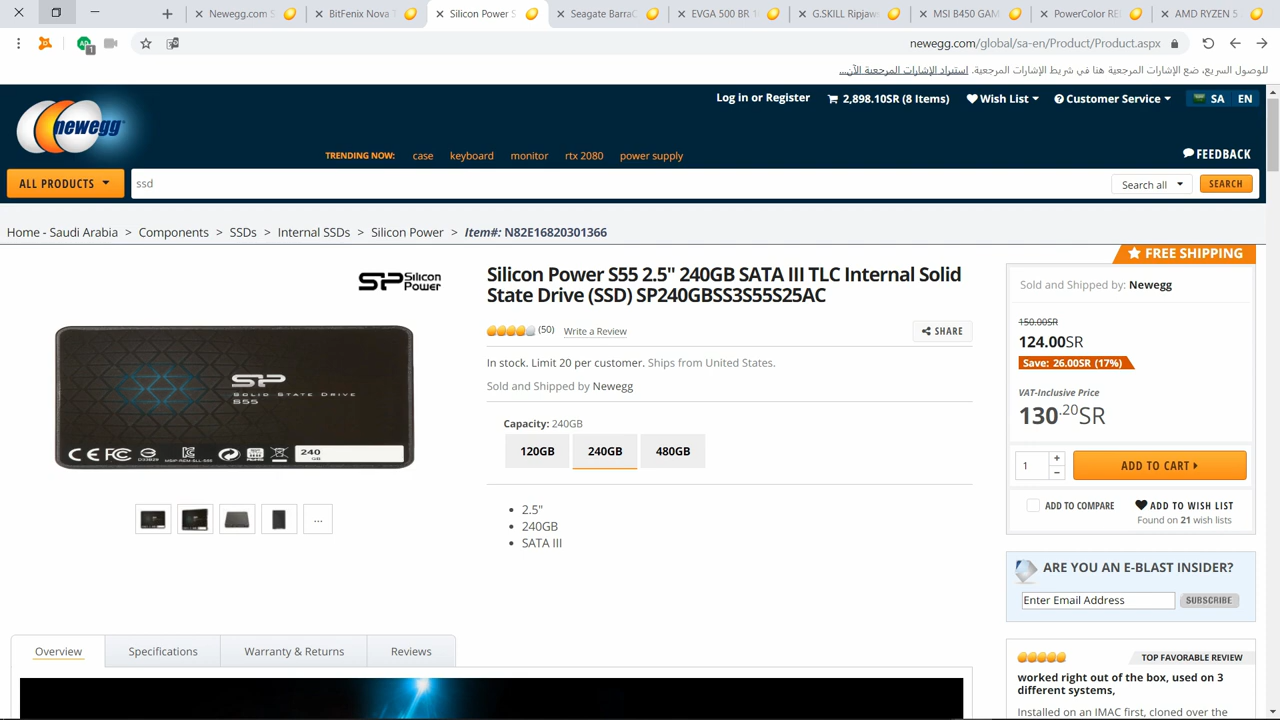 Newegg.com S
BitFenix Nova T
Silicon Power S
Seagate BarraC
EVGA 500 BR 1
G.SKILL Ripjaw
MSI B450 GAM
PowerColor RE
AMD RYZEN 5
newegg.com/global/sa-en/Product/Product.aspx
للوصول السريع، ضع الإشارات المرجعية هنا في شريط الإشارات المرجعية. استيراد الإشارات المرجعية الآن...
newegg
Log in or Register
2,898.10SR (8 Items)
Wish List
Customer Service
SA
EN
TRENDING NOW:
case
keyboard
monitor
rtx 2080
power supply
FEEDBACK
ALL PRODUCTS
ssd
Search all
SEARCH
Home - Saudi Arabia > Components > SSDs > Internal SSDs > Silicon Power > Item#: N82E16820301366
FREE SHIPPING
SP Silicon Power
Silicon Power S55 2.5" 240GB SATA III TLC Internal Solid
State Drive (SSD) SP240GBSS3S55S25AC
(50)
Write a Review
SHARE
In stock. Limit 20 per customer. Ships from United States.
Sold and Shipped by Newegg
Capacity: 240GB
120GB
240GB
480GB
2.5"
240GB
SATA III
SP
SOLID STATE DRIVE
S55
240
GB
...
Sold and Shipped by: Newegg
150.00SR
124.00SR
Save: 26.00SR (17%)
VAT-Inclusive Price
130.20SR
1
+
−
ADD TO CART
ADD TO COMPARE
ADD TO WISH LIST
Found on 21 wish lists
ARE YOU AN E-BLAST INSIDER?
Enter Email Address
SUBSCRIBE
Overview
Specifications
Warranty & Returns
Reviews
TOP FAVORABLE REVIEW
worked right out of the box, used on 3
different systems,
Installed on an IMAC first, cloned over the